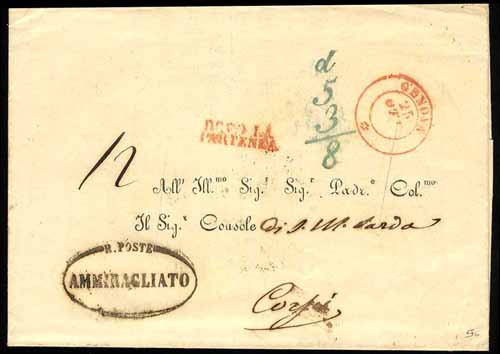 d
5
3
8
GENOVA
25
DOPO LA
PARTENZA
12
All' Ill.mo Sig.r Sig.r Padr.e Col.mo
Il Sig.r Console di S. M. Sarda
R. POSTE
AMMIRAGLIATO
Corfù